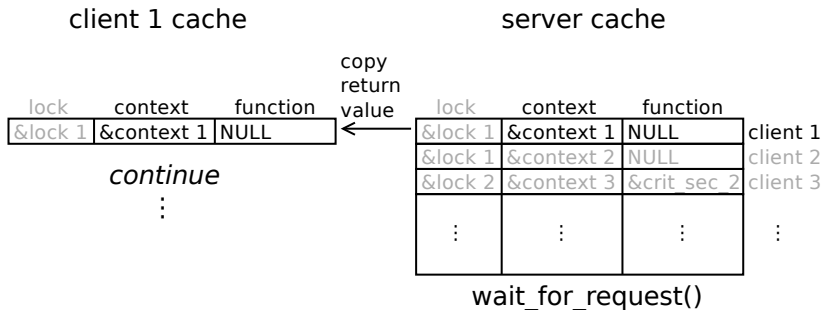 client 1 cache
server cache
copy
return
value
lock context function
&lock 1 &context 1 NULL
continue
⋮
lock context function
&lock 1 &context 1 NULL client 1
&lock 1 &context 2 NULL client 2
&lock 2 &context 3 &crit_sec_2 client 3
⋮ ⋮ ⋮ ⋮
wait_for_request()